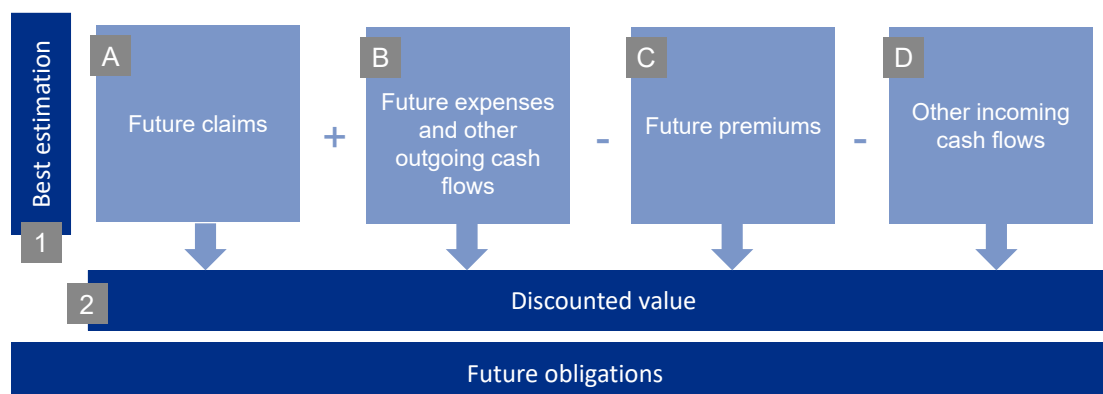 Best estimation
1
A
Future claims
+
B
Future expenses
and other
outgoing cash
flows
-
C
Future premiums
-
D
Other incoming
cash flows
2
Discounted value
Future obligations